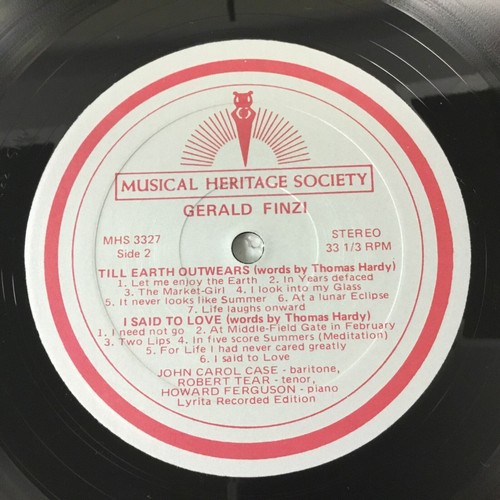 MUSICAL HERITAGE SOCIETY
GERALD FINZI
MHS 3327
Side 2
STEREO
33 1/3 RPM
TILL EARTH OUTWEARS (words by Thomas Hardy)
1. Let me enjoy the Earth 2. In Years defaced
3. The Market-Girl 4. I look into my Glass
5. It never looks like Summer 6. At a lunar Eclipse
7. Life laughs onward
I SAID TO LOVE (words by Thomas Hardy)
1. I need not go 2. At Middle-Field Gate in February
3. Two Lips 4. In five score Summers (Meditation)
5. For Life I had never cared greatly
6. I said to Love
JOHN CAROL CASE - baritone,
ROBERT TEAR - tenor,
HOWARD FERGUSON - piano
Lyrita Recorded Edition